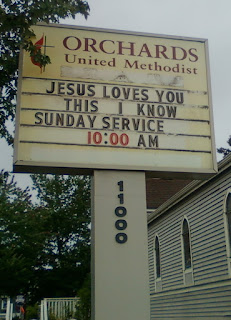 ORCHARDS
United Methodist
JESUS LOVES YOU
THIS I KNOW
SUNDAY SERVICE
10:00 AM
11000